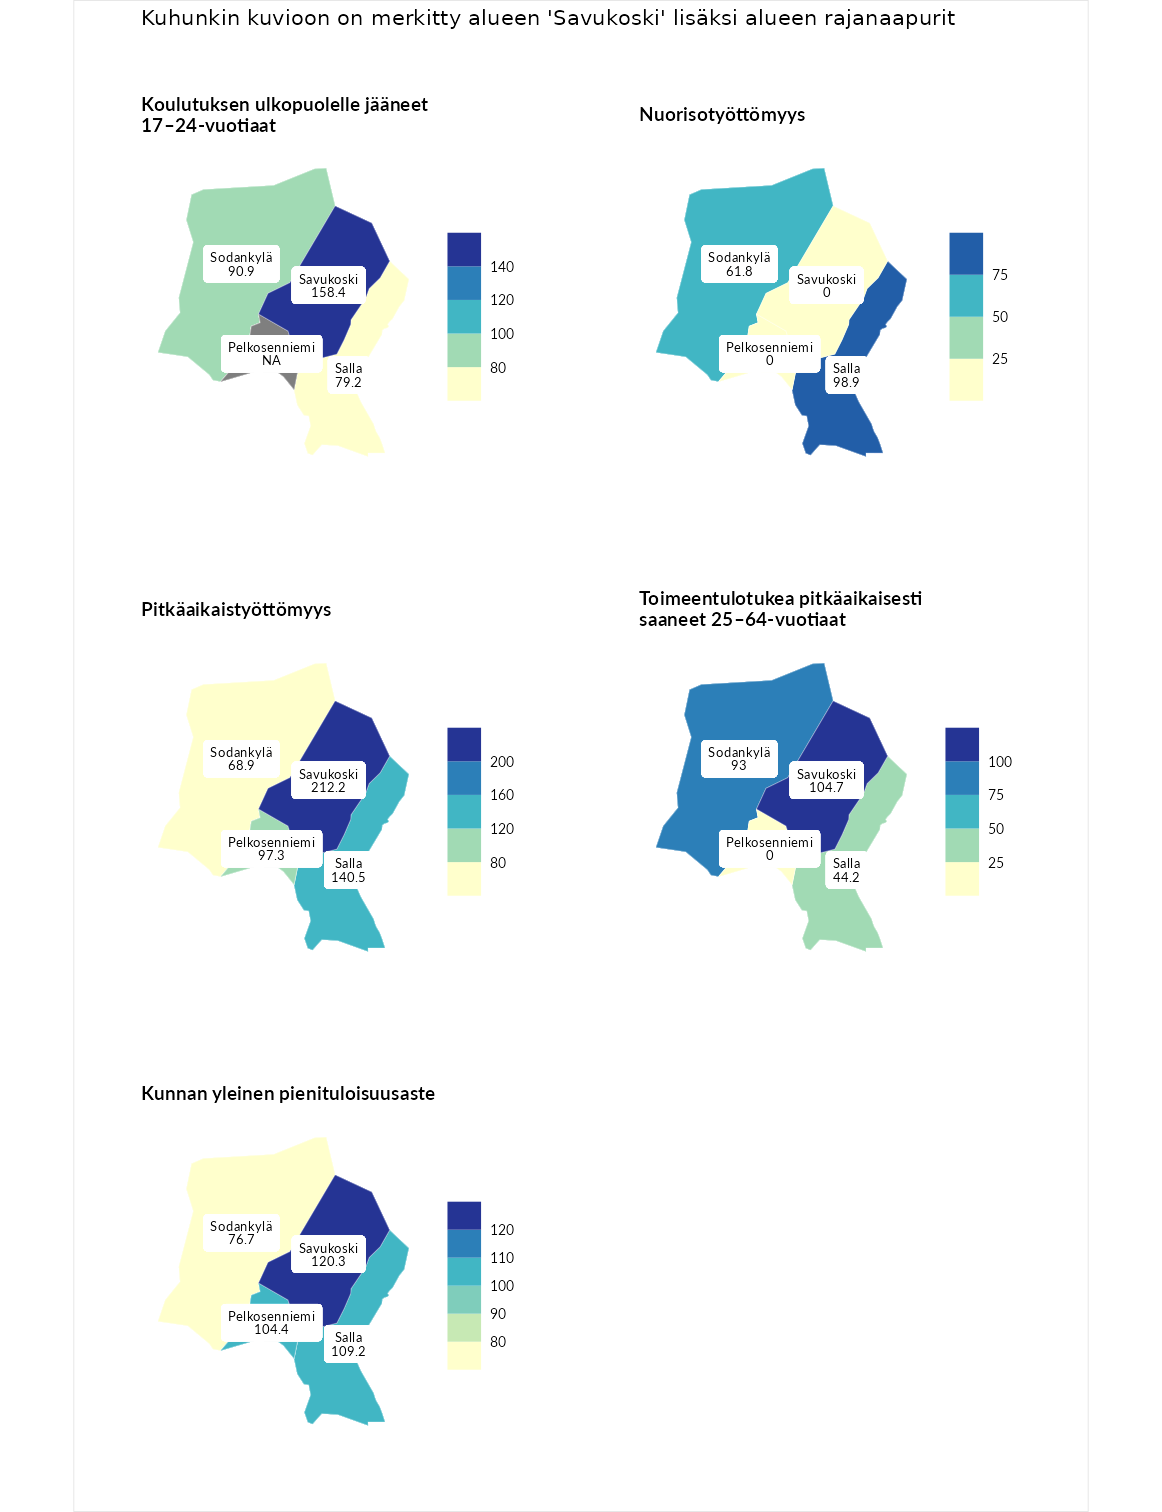 Kuhunkin kuvioon on merkitty alueen 'Savukoski' lisäksi alueen rajanaapurit
Koulutuksen ulkopuolelle jääneet
17–24-vuotiaat
Sodankylä
90.9
Savukoski
158.4
Pelkosenniemi
NA
Salla
79.2
140
120
100
80
Nuorisotyöttömyys
Sodankylä
61.8
Savukoski
0
Pelkosenniemi
0
Salla
98.9
75
50
25
Pitkäaikaistyöttömyys
Sodankylä
68.9
Savukoski
212.2
Pelkosenniemi
97.3
Salla
140.5
200
160
120
80
Toimeentulotukea pitkäaikaisesti
saaneet 25–64-vuotiaat
Sodankylä
93
Savukoski
104.7
Pelkosenniemi
0
Salla
44.2
100
75
50
25
Kunnan yleinen pienituloisuusaste
Sodankylä
76.7
Savukoski
120.3
Pelkosenniemi
104.4
Salla
109.2
120
110
100
90
80